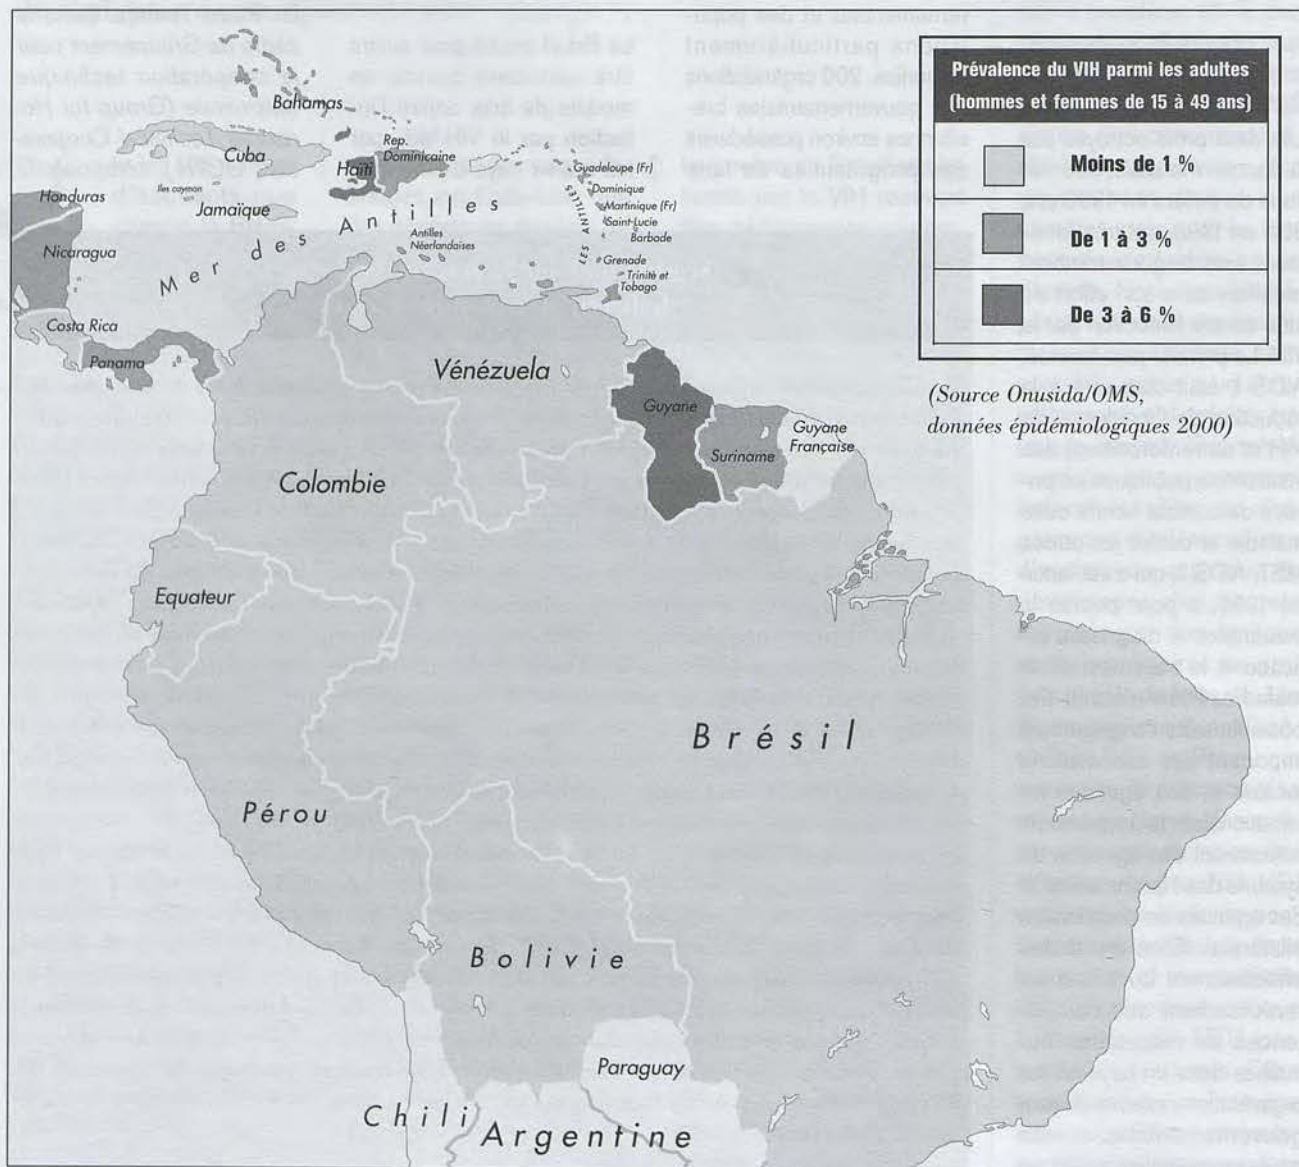 Prévalence du VIH parmi les adultes
(hommes et femmes de 15 à 49 ans)
Moins de 1 %
De 1 à 3 %
De 3 à 6 %
(Source Onusida/OMS,
données épidémiologiques 2000)
Bahamas
Cuba
Haïti
Rep.
Dominicaine
Iles cayman
Jamaïque
Guadeloupe (Fr)
Dominique
Martinique (Fr)
Saint-Lucie
Barbade
Grenade
Trinité et
Tobago
LES ANTILLES
Antilles
Néerlandaises
Mer des Antilles
Honduras
Nicaragua
Costa Rica
Panama
Vénézuela
Guyane
Suriname
Guyane
Française
Colombie
Equateur
Brésil
Pérou
Bolivie
Paraguay
Chili
Argentine